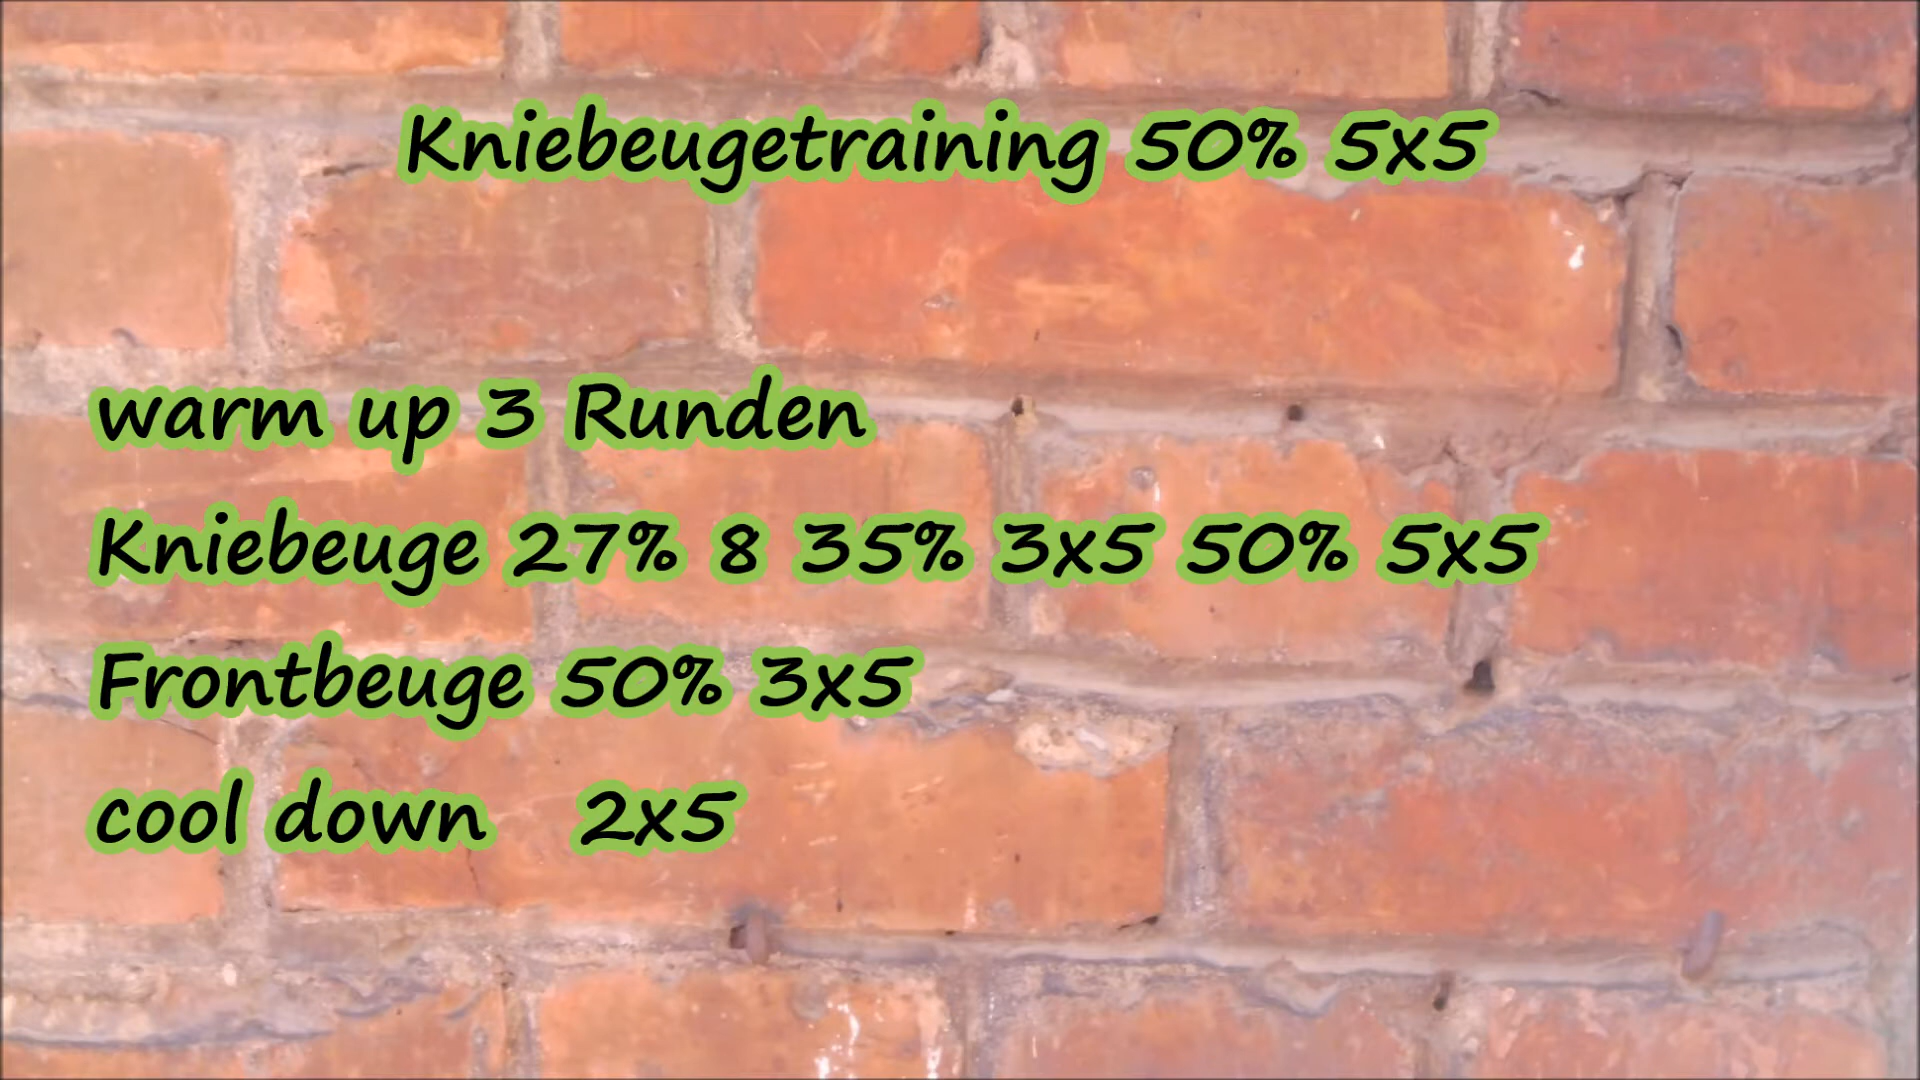 Kniebeugetraining 50% 5x5
warm up 3 Runden
Kniebeuge 27% 8 35% 3x5 50% 5x5
Frontbeuge 50% 3x5
cool down 2x5